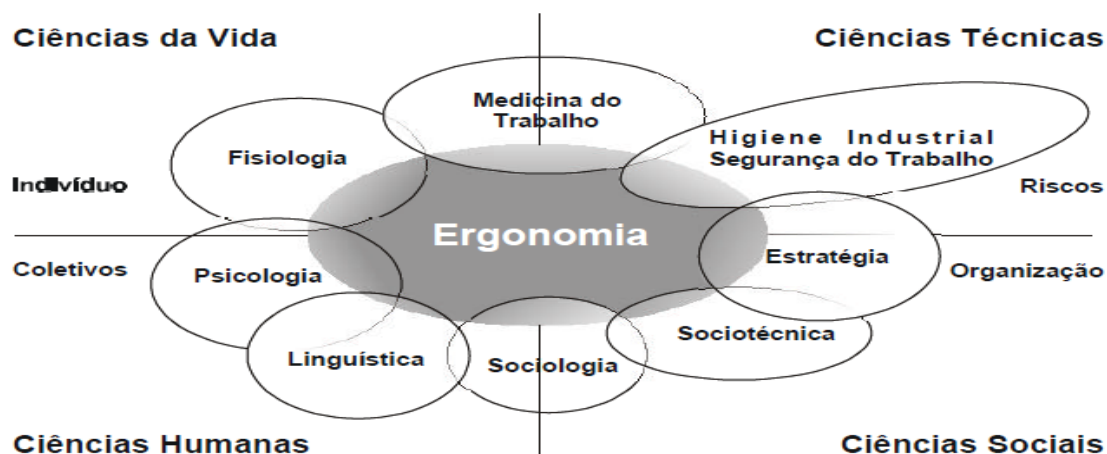 Ciências da Vida
Ciências Técnicas
Medicina do
Trabalho
Higiene Industrial
Segurança do Trabalho
Fisiologia
Indivíduo
Riscos
Ergonomia
Coletivos
Psicologia
Estratégia
Organização
Linguística
Sociologia
Sociotécnica
Ciências Humanas
Ciências Sociais